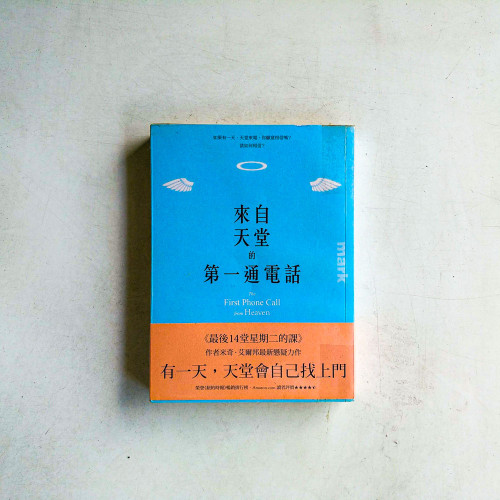 來自
天堂
的
第一通電話
The
First Phone Call
from Heaven
mark
《最後14堂星期二的課》
作者米奇·艾爾邦最新懸疑力作
有一天，天堂會自己找上門